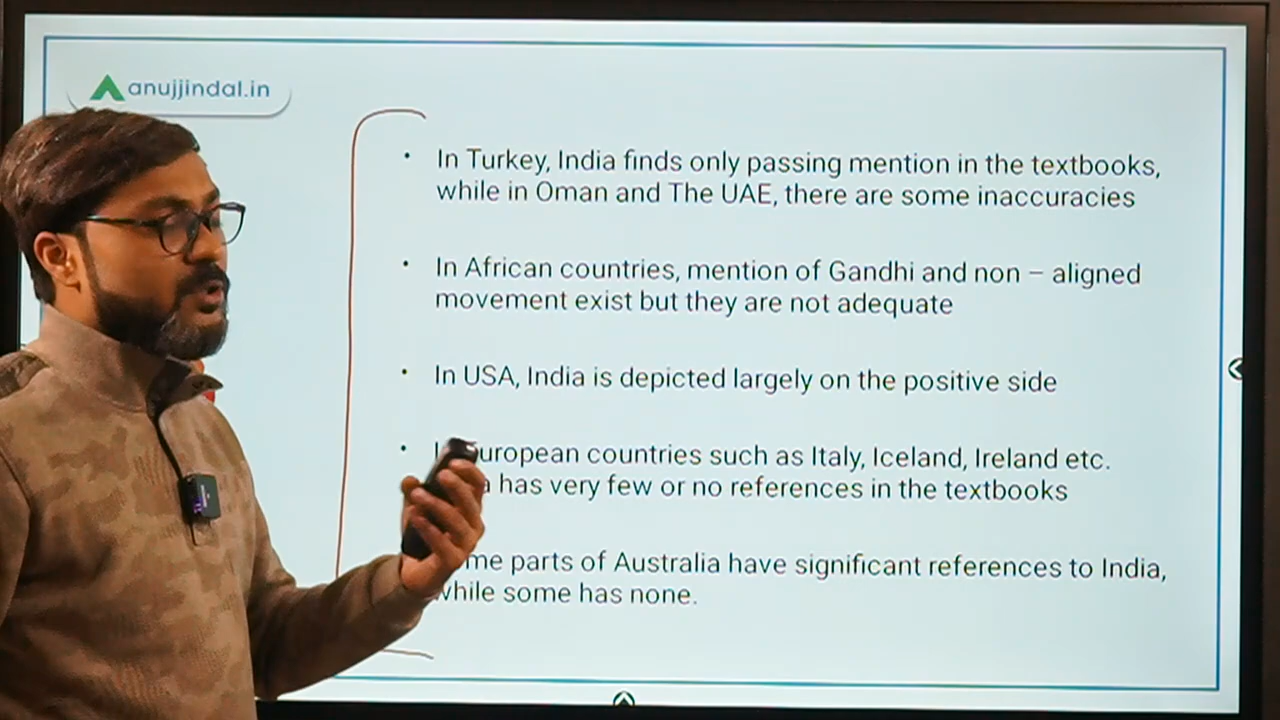 anujjindal.in
• In Turkey, India finds only passing mention in the textbooks,
while in Oman and The UAE, there are some inaccuracies
• In African countries, mention of Gandhi and non – aligned
movement exist but they are not adequate
• In USA, India is depicted largely on the positive side
• countries such as Italy, Iceland, Ireland etc.
has very few or no references in the textbooks
parts of Australia have significant references to India,
while some has none.